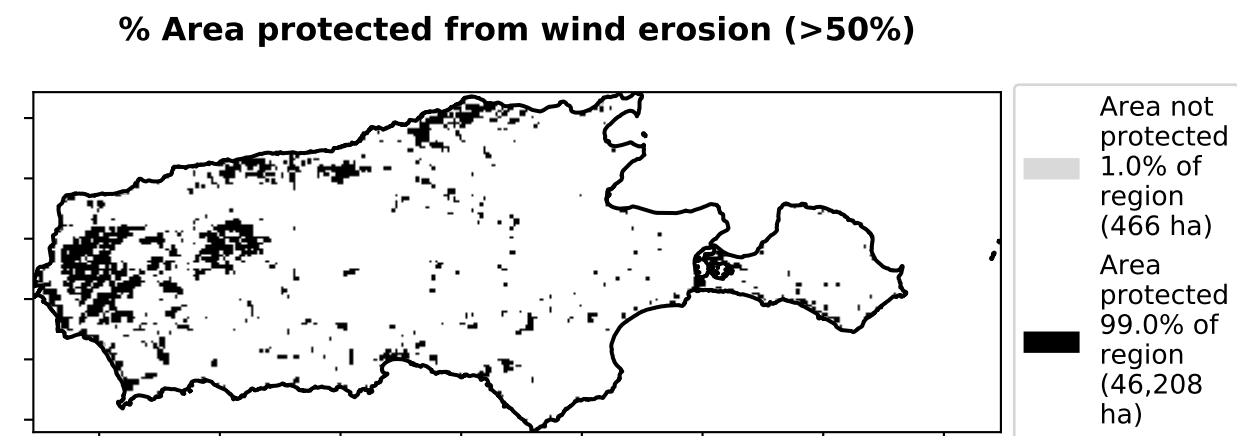 % Area protected from wind erosion (>50%)
Area not
protected
1.0% of
region
(466 ha)
Area
protected
99.0% of
region
(46,208
ha)